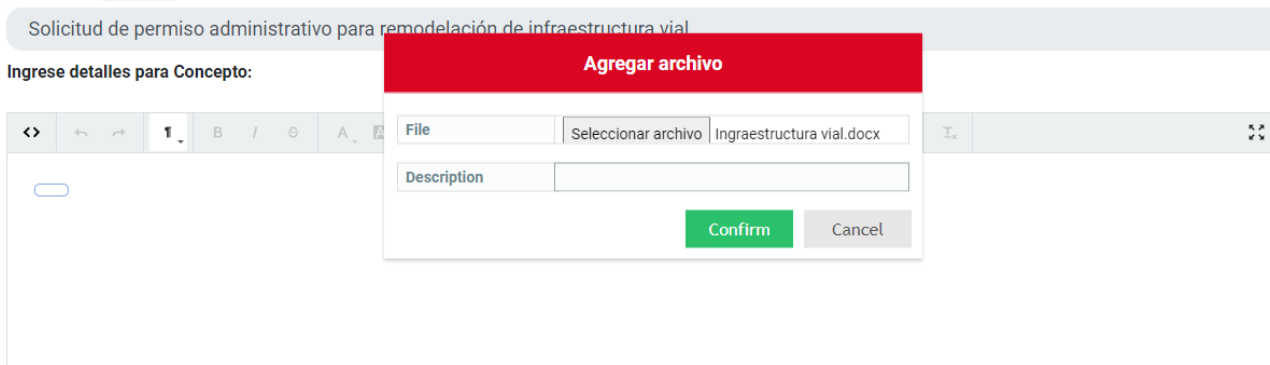 Solicitud de permiso administrativo para remodelación de infraestructura vial
Agregar archivo
Ingrese detalles para Concepto:
File
Seleccionar archivo Ingraestructura vial.docx
Description
Confirm
Cancel